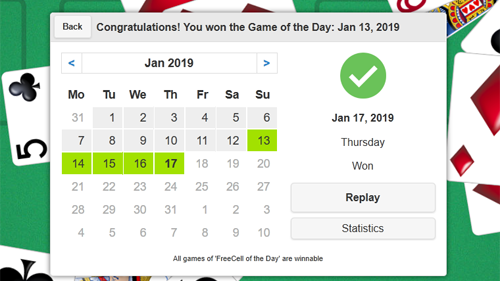 Back
Congratulations! You won the Game of the Day: Jan 13, 2019
< Jan 2019 >
Mo Tu We Th Fr Sa Su
31 1 2 3 4 5 6
7 8 9 10 11 12 13
14 15 16 17 18 19 20
21 22 23 24 25 26 27
28 29 30 31 1 2 3
4 5 6 7 8 9 10
Jan 17, 2019
Thursday
Won
Replay
Statistics
All games of 'FreeCell of the Day' are winnable
5